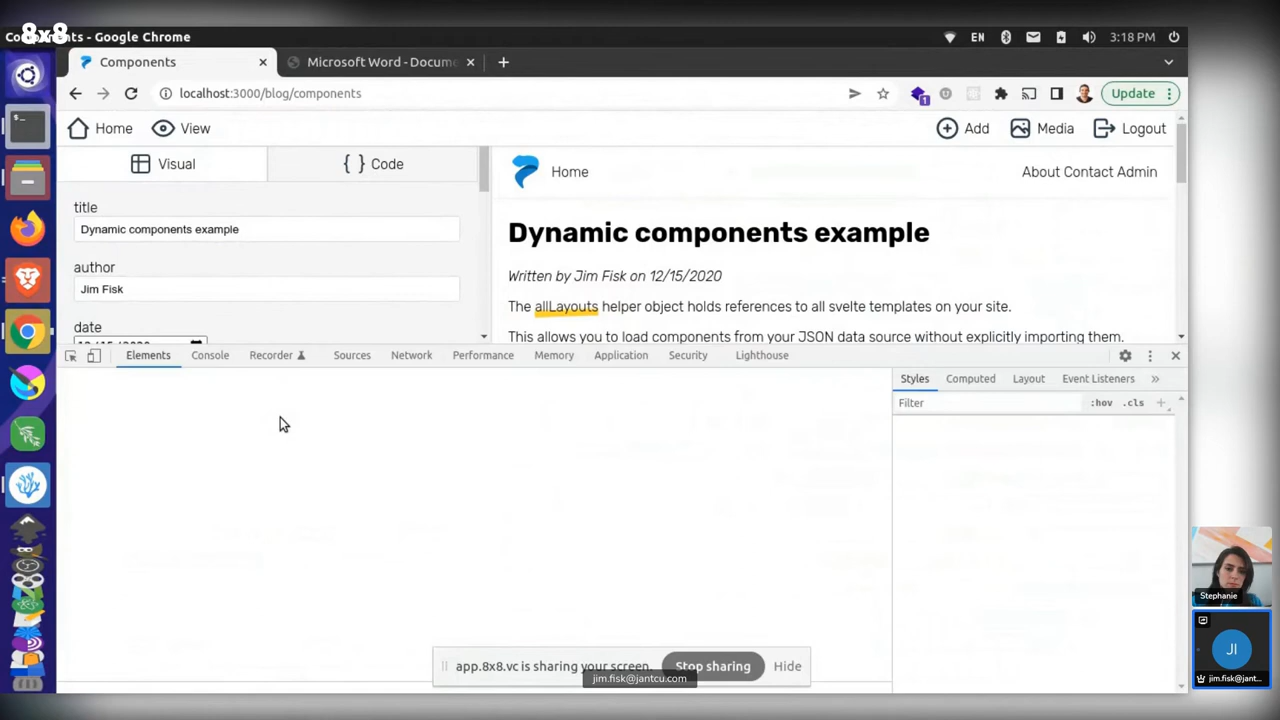 8x8
Components - Google Chrome
EN
3:18 PM
Components
Microsoft Word - Docume
localhost:3000/blog/components
1
Update
Home
View
Add
Media
Logout
Visual
{ } Code
Home
About Contact Admin
title
Dynamic components example
Dynamic components example
author
Written by Jim Fisk on 12/15/2020
Jim Fisk
The allLayouts helper object holds references to all svelte templates on your site.
date
This allows you to load components from your JSON data source without explicitly importing them.
Elements
Console
Recorder
Sources
Network
Performance
Memory
Application
Security
Lighthouse
Styles
Computed
Layout
Event Listeners
Filter
:hov
.cls
app.8x8.vc is sharing your screen.
Stop sharing
Hide
jim.fisk@jantcu.com
Stephanie
JI
jim.fisk@jant...